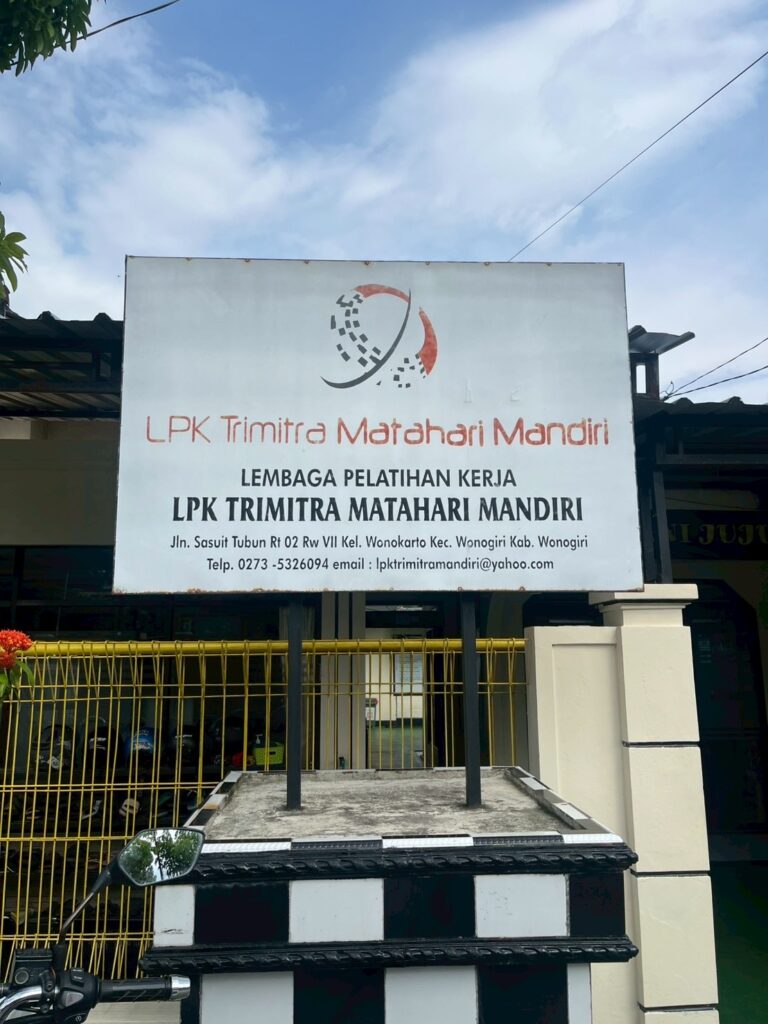 LPK Trimitra Matahari Mandiri
LEMBAGA PELATIHAN KERJA
LPK TRIMITRA MATAHARI MANDIRI
Jln. Sasuit Tubun Rt 02 Rw VII Kel. Wonokarto Kec. Wonogiri Kab. Wonogiri
Telp. 0273 -5326094 email : lpktrimitramandiri@yahoo.com